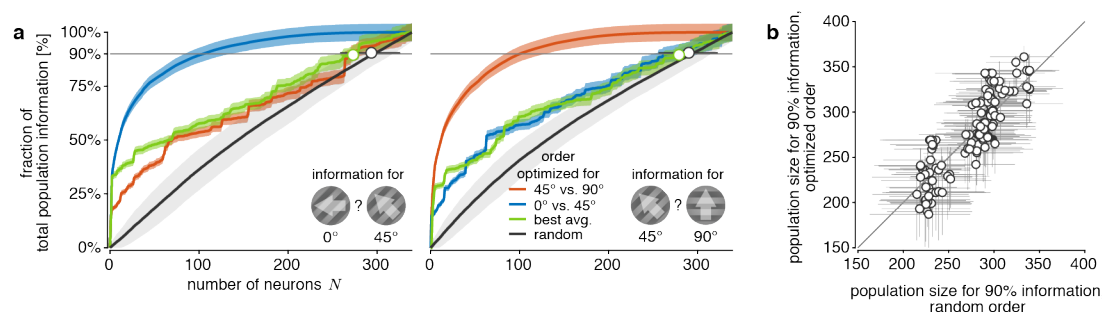 a
fraction of
total population information [%]
100%
90%
75%
50%
25%
0%
0
100
200
300
number of neurons N
information for
?
0°
45°
0
100
200
300
order
optimized for
45° vs. 90°
0° vs. 45°
best avg.
random
information for
?
45°
90°
b
population size for 90% information,
optimized order
400
350
300
250
200
150
150
200
250
300
350
400
population size for 90% information
random order